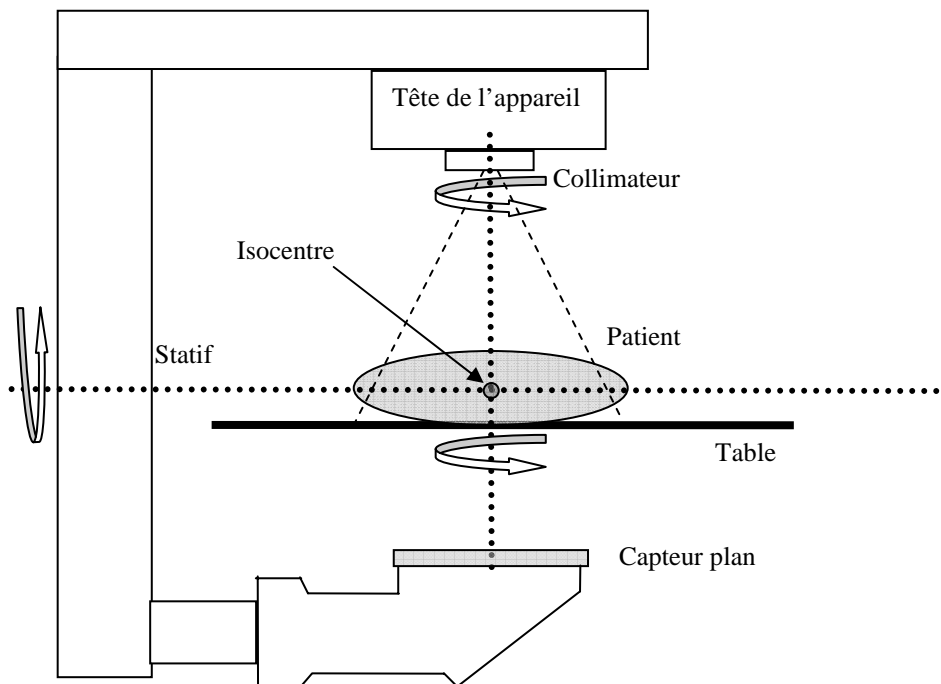 Tête de l’appareil
Collimateur
Isocentre
Patient
Statif
Table
Capteur plan